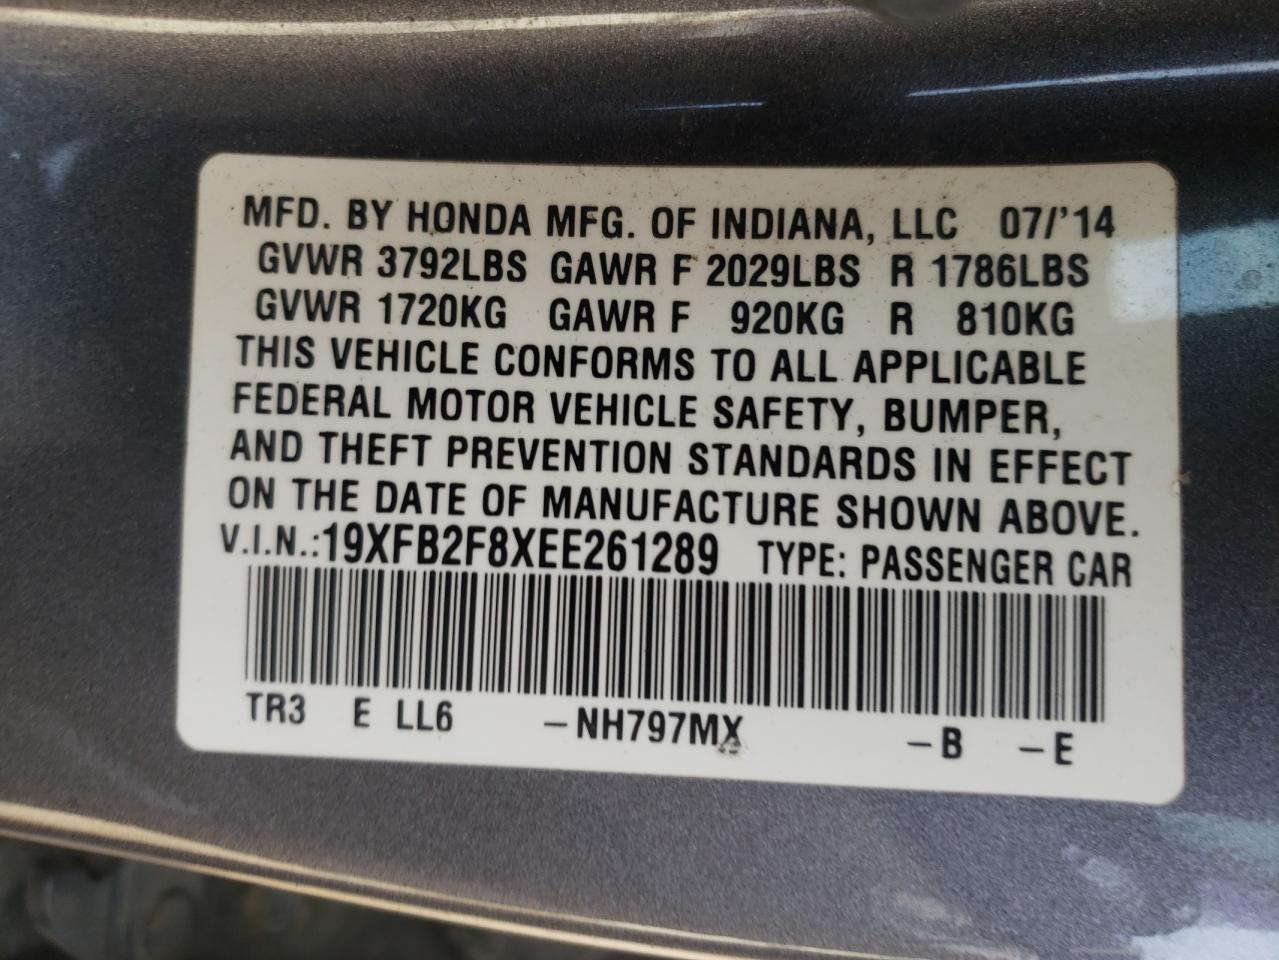 MFD. BY HONDA MFG. OF INDIANA, LLC 07/'14
GVWR 3792LBS GAWR F 2029LBS R 1786LBS
GVWR 1720KG GAWR F 920KG R 810KG
THIS VEHICLE CONFORMS TO ALL APPLICABLE
FEDERAL MOTOR VEHICLE SAFETY, BUMPER,
AND THEFT PREVENTION STANDARDS IN EFFECT
ON THE DATE OF MANUFACTURE SHOWN ABOVE.
V.I.N.:19XFB2F8XEE261289 TYPE: PASSENGER CAR
TR3 E LL6 –NH797MX –B –E